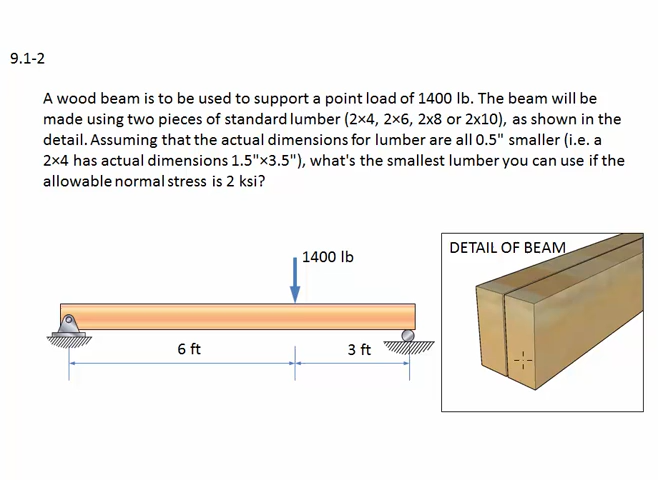 9.1-2
A wood beam is to be used to support a point load of 1400 lb. The beam will be
made using two pieces of standard lumber (2×4, 2×6, 2x8 or 2x10), as shown in the
detail. Assuming that the actual dimensions for lumber are all 0.5" smaller (i.e. a
2×4 has actual dimensions 1.5"×3.5"), what's the smallest lumber you can use if the
allowable normal stress is 2 ksi?
DETAIL OF BEAM
1400 lb
6 ft
3 ft